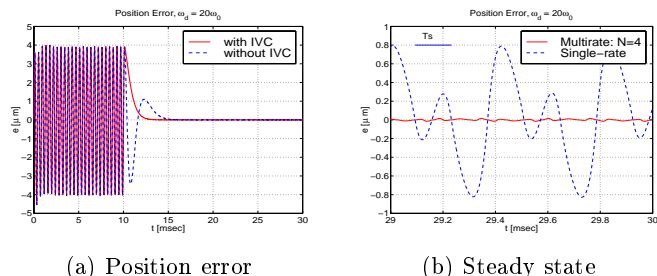 Position Error, ω_d = 20ω_0
with IVC
without IVC
e [μm]
5
4
3
2
1
0
-1
-2
-3
-4
-5
0
5
10
15
20
25
30
t [msec]
(a) Position error
Position Error, ω_d = 20ω_0
Ts
Multirate: N=4
Single-rate
e [μm]
1
0.8
0.6
0.4
0.2
0
-0.2
-0.4
-0.6
-0.8
-1
29
29.2
29.4
29.6
29.8
30
t [msec]
(b) Steady state